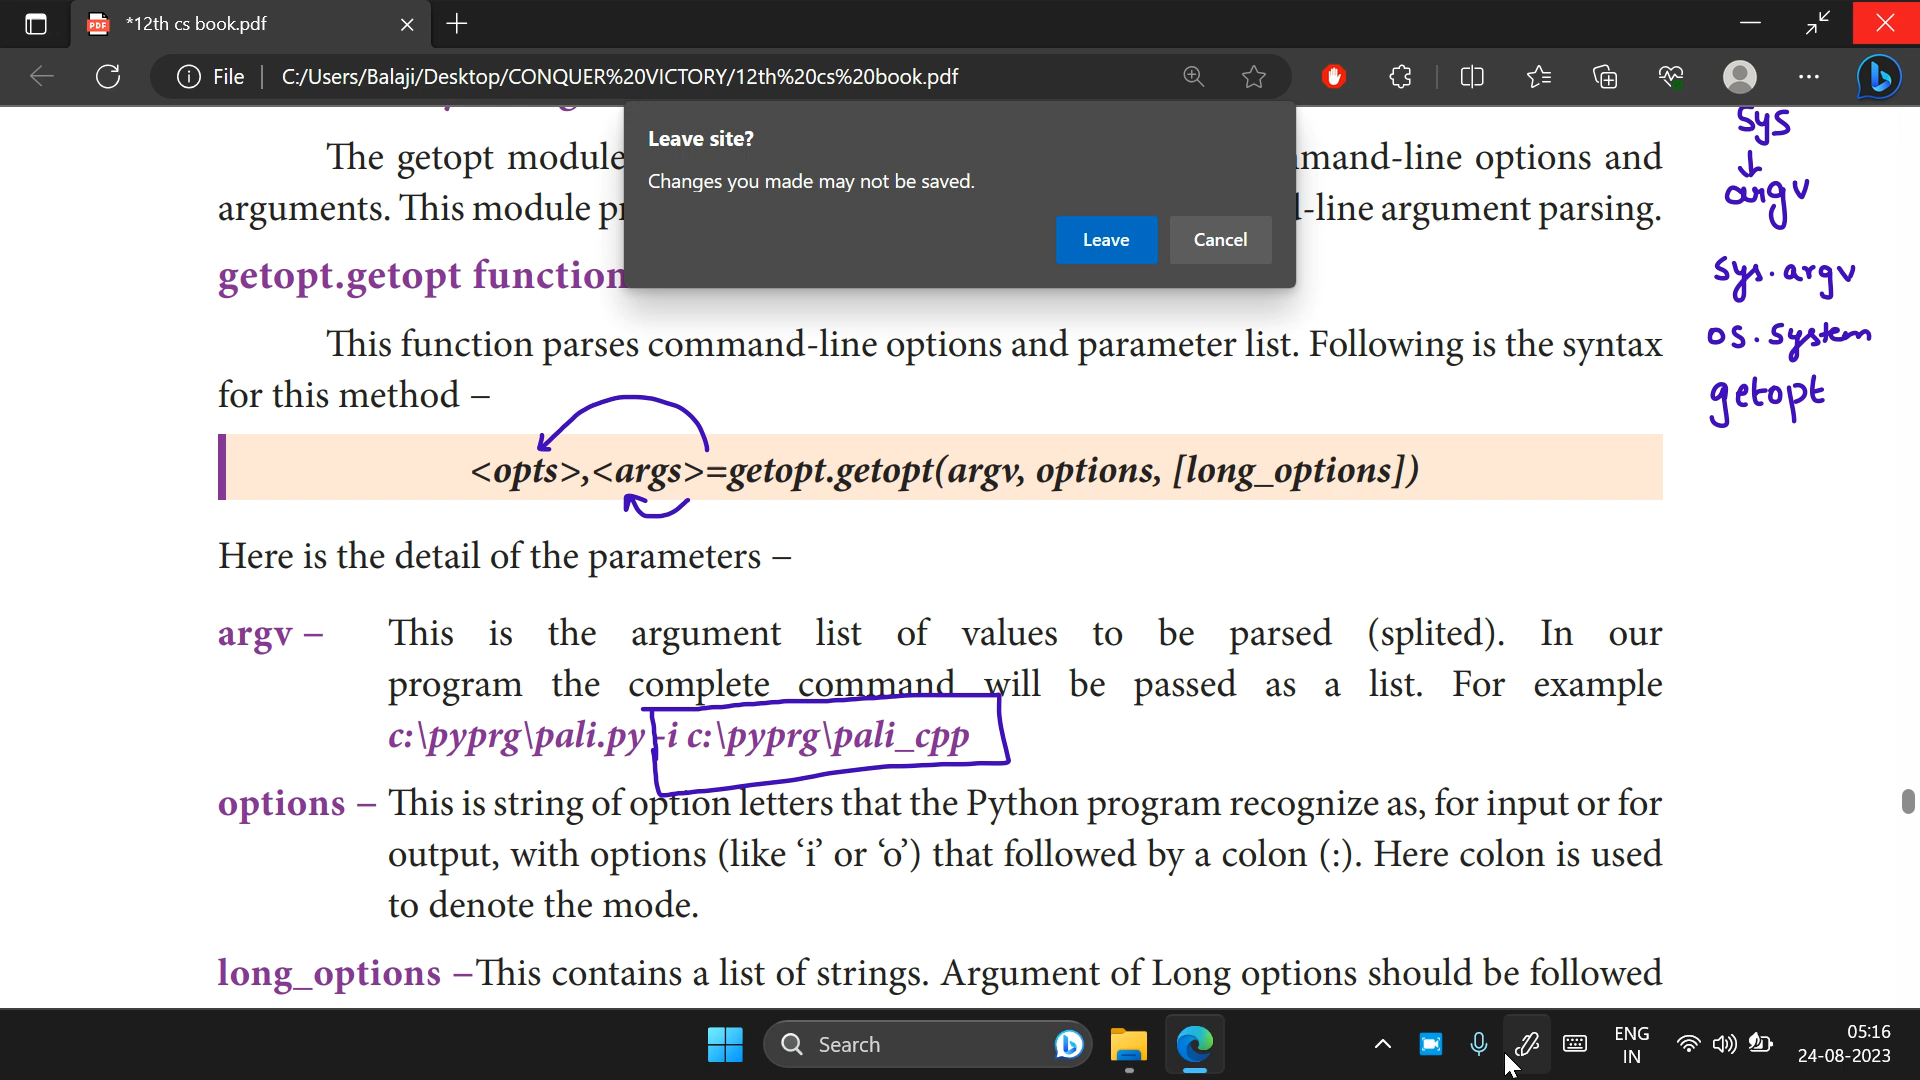 *12th cs book.pdf
File
C:/Users/Balaji/Desktop/CONQUER%20VICTORY/12th%20cs%20book.pdf
Leave site?
Changes you made may not be saved.
Leave
Cancel
The getopt module
mmand-line options and
arguments. This module
-line argument parsing.
getopt.getopt function
This function parses command-line options and parameter list. Following is the syntax
for this method –
<opts>,<args>=getopt.getopt(argv, options, [long_options])
Here is the detail of the parameters –
argv – This is the argument list of values to be parsed (splited). In our
program the complete command will be passed as a list. For example
c:\pyprg\pali.py -i c:\pyprg\pali_cpp
options – This is string of option letters that the Python program recognize as, for input or for
output, with options (like ‘i’ or ‘o’) that followed by a colon (:). Here colon is used
to denote the mode.
long_options –This contains a list of strings. Argument of Long options should be followed
sys
argv
sys.argv
os.system
getopt
Search
ENG
IN
05:16
24-08-2023